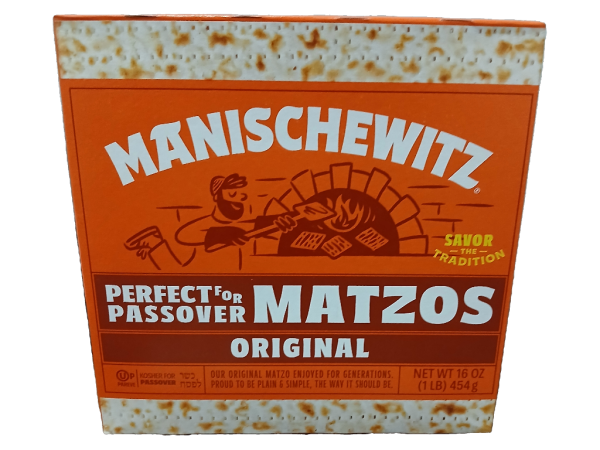 MANISCHEWITZ®
SAVOR
THE
TRADITION
PERFECT FOR
PASSOVER
MATZOS
ORIGINAL
U P
KOSHER FOR
PASSOVER
כשר
לפסח
OUR ORIGINAL MATZO ENJOYED FOR GENERATIONS.
PROUD TO BE PLAIN & SIMPLE, THE WAY IT SHOULD BE.
NET WT 16 OZ
(1 LB) 454g